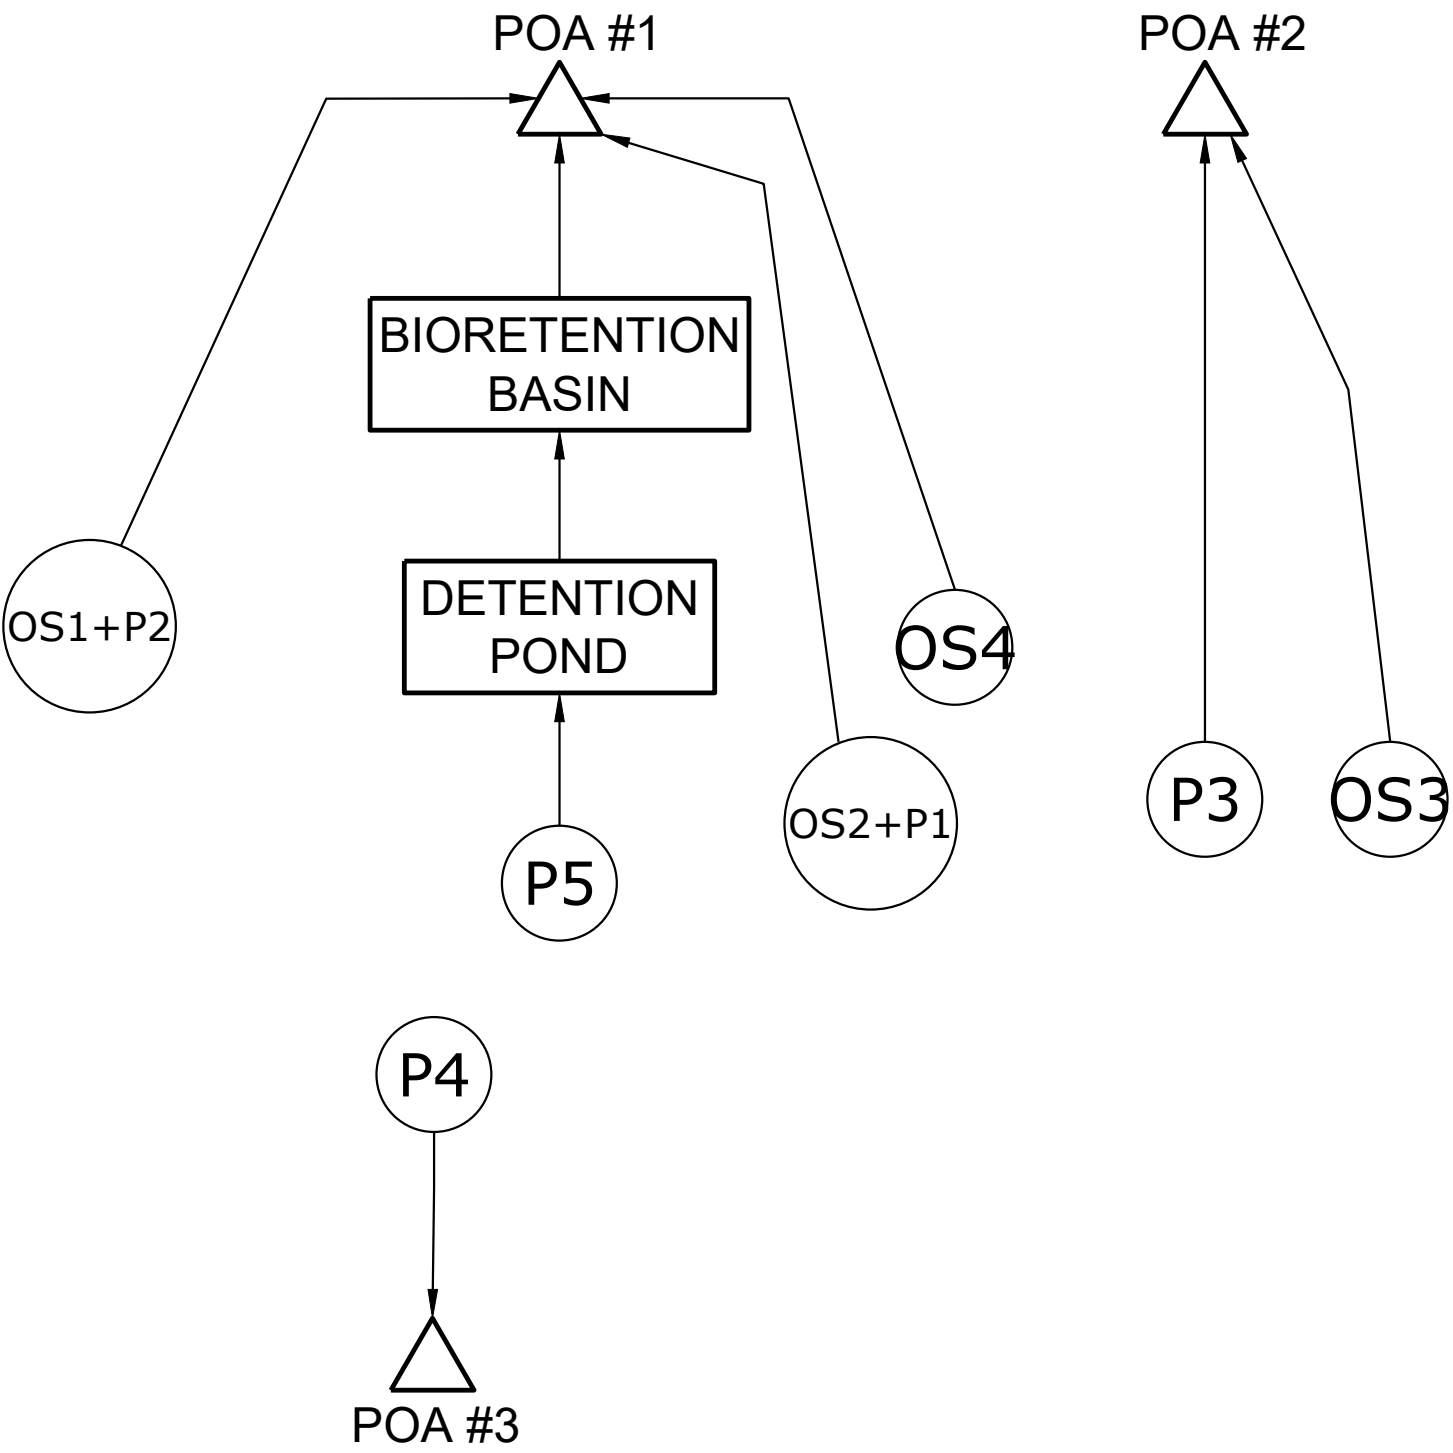 POA #1
POA #2
BIORETENTION
BASIN
DETENTION
POND
OS1+P2
OS4
OS2+P1
P3
OS3
P5
P4
POA #3